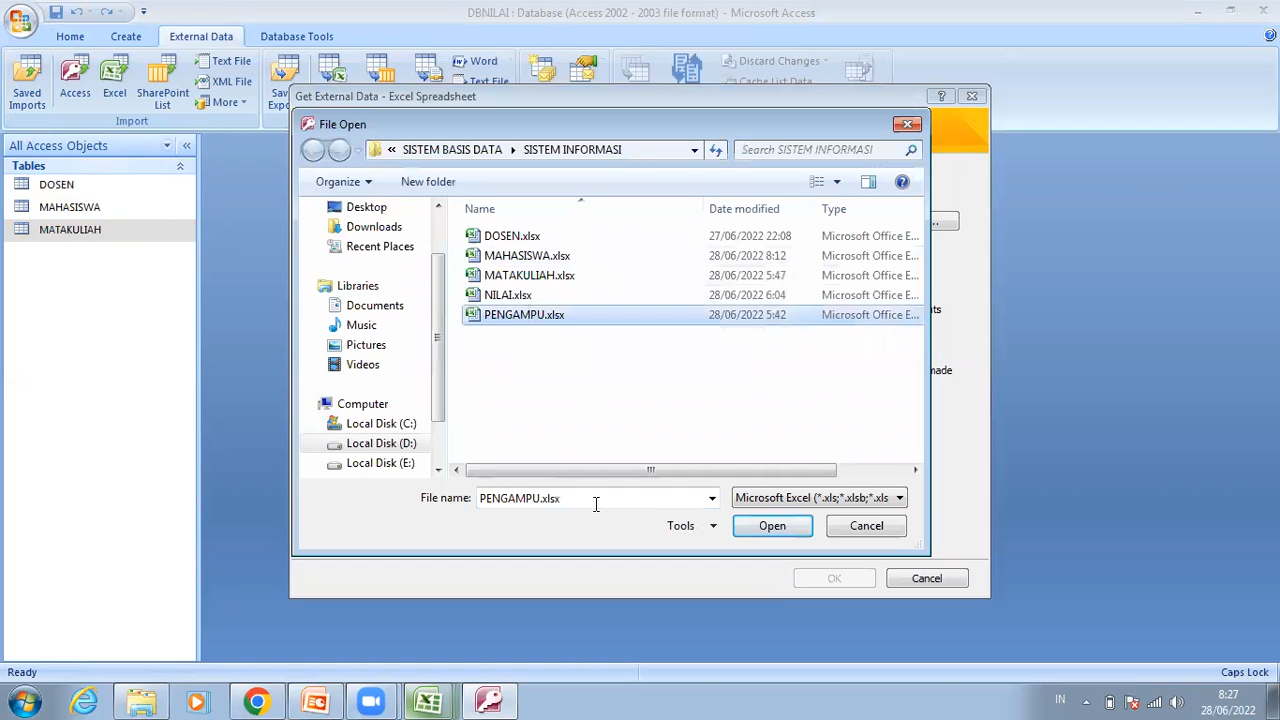 DBNILAI : Database (Access 2002 - 2003 file format) - Microsoft Access
Home Create External Data Database Tools
Saved Imports
Access
Excel
SharePoint List
Text File
XML File
More
Import
Word
Text File
Discard Changes
Cache List Data
All Access Objects
Tables
DOSEN
MAHASISWA
MATAKULIAH
Get External Data - Excel Spreadsheet
File Open
« SISTEM BASIS DATA SISTEM INFORMASI
Search SISTEM INFORMASI
Organize New folder
Desktop
Downloads
Recent Places
Libraries
Documents
Music
Pictures
Videos
Computer
Local Disk (C:)
Local Disk (D:)
Local Disk (E:)
Name Date modified Type
DOSEN.xlsx 27/06/2022 22:08 Microsoft Office E...
MAHASISWA.xlsx 28/06/2022 8:12 Microsoft Office E...
MATAKULIAH.xlsx 28/06/2022 5:47 Microsoft Office E...
NILAI.xlsx 28/06/2022 6:04 Microsoft Office E...
PENGAMPU.xlsx 28/06/2022 5:42 Microsoft Office E...
File name: PENGAMPU.xlsx Microsoft Excel (*.xls;*.xlsb;*.xls
Tools Open Cancel
OK Cancel
Ready Caps Lock
IN 8:27
28/06/2022